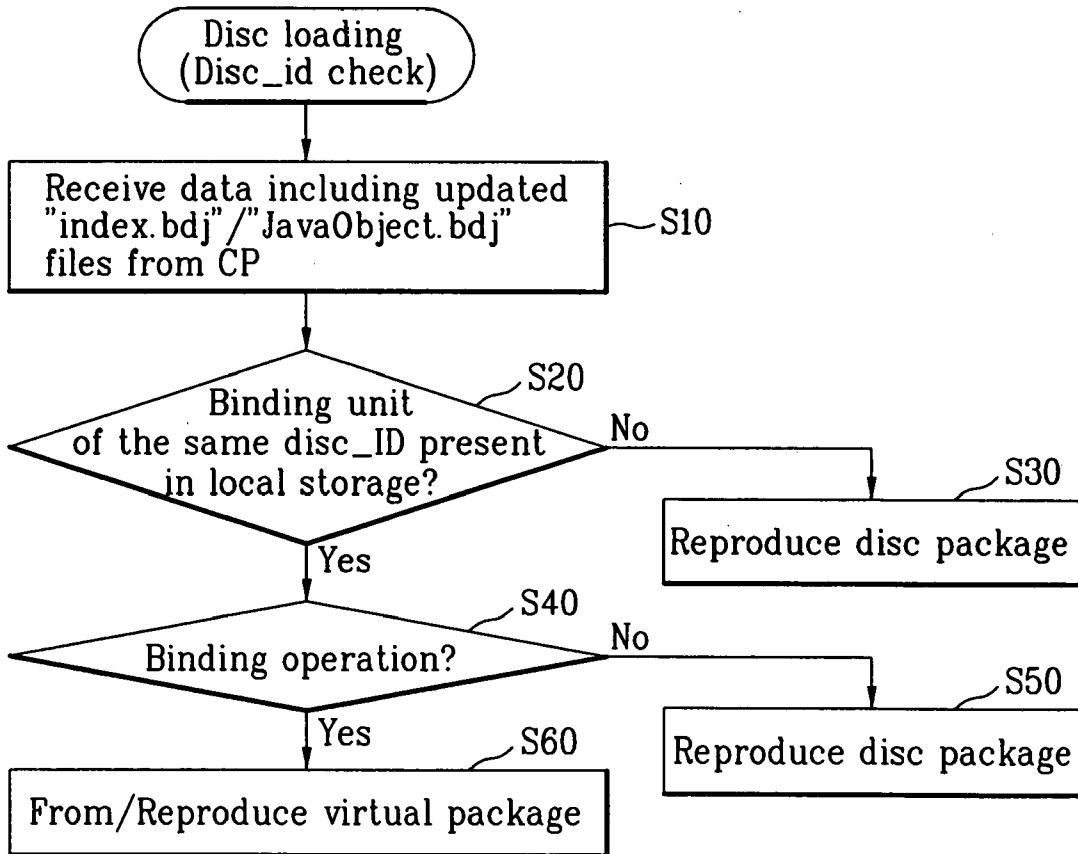 Disc loading
(Disc_id check)
Receive data including updated
"index.bdj"/"JavaObject.bdj"
files from CP
S10
S20
Binding unit
of the same disc_ID present
in local storage?
No
S30
Reproduce disc package
Yes
S40
Binding operation?
No
S50
Reproduce disc package
Yes
S60
From/Reproduce virtual package